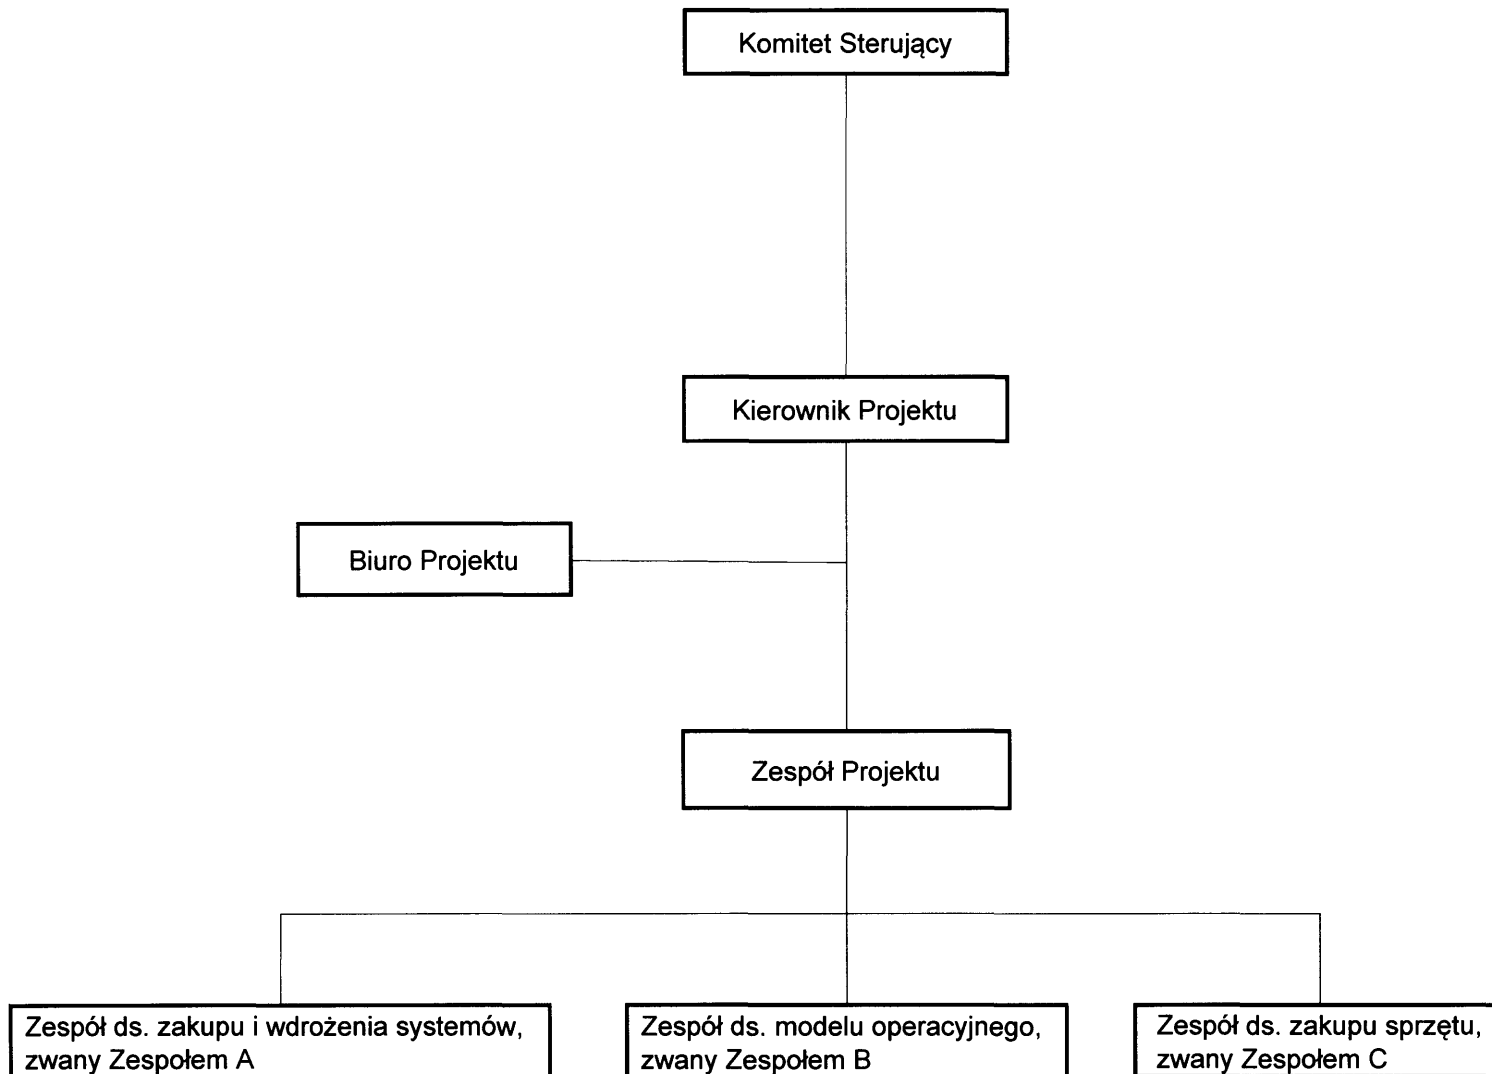 Komitet Sterujący
Kierownik Projektu
Biuro Projektu
Zespół Projektu
Zespół ds. zakupu i wdrożenia systemów,
zwany Zespołem A
Zespół ds. modelu operacyjnego,
zwany Zespołem B
Zespół ds. zakupu sprzętu,
zwany Zespołem C